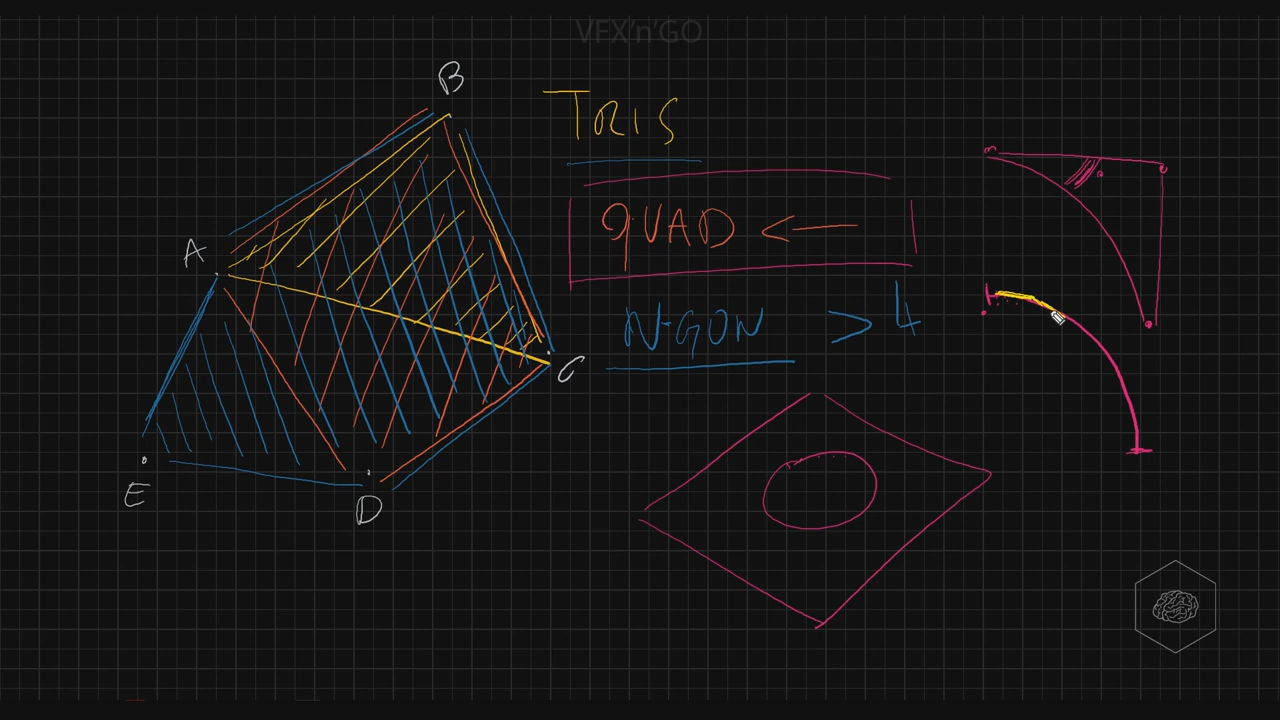 VFX'n'GO
B
TRIS
A
QUAD <—
N-GON > 4
C
E
D